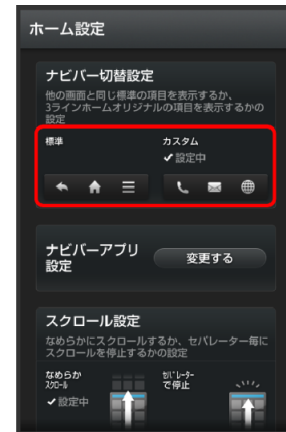 ホーム設定
ナビバー切替設定
他の画面と同じ標準の項目を表示するか、
3ラインホームオリジナルの項目を表示するかの
設定
標準
カスタム
✔設定中
ナビバーアプリ
設定
変更する
スクロール設定
なめらかにスクロールするか、セパレーター毎に
スクロールを停止するかの設定
なめらか
スクロール
✔設定中
セパレーター
で停止